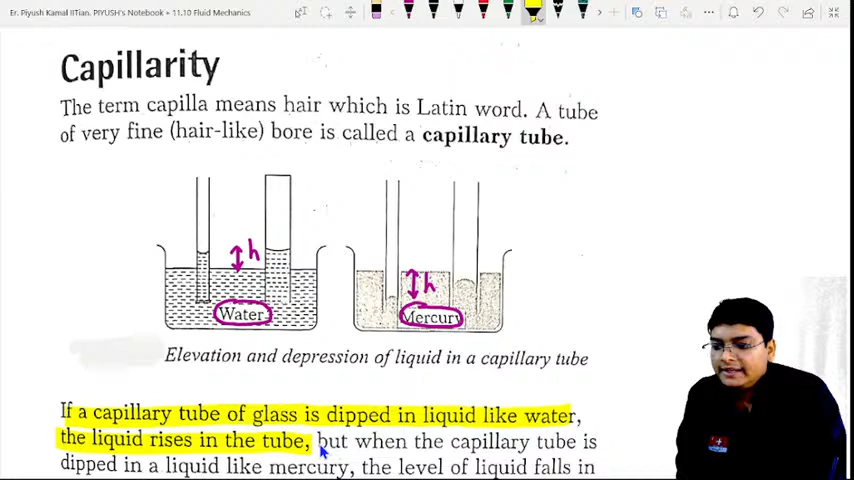 Er. Piyush Kamal IITian. PIYUSH's Notebook » 11.10 Fluid Mechanics
Capillarity
The term capilla means hair which is Latin word. A tube
of very fine (hair-like) bore is called a capillary tube.
h
h
Water
Mercury
Elevation and depression of liquid in a capillary tube
If a capillary tube of glass is dipped in liquid like water,
the liquid rises in the tube, but when the capillary tube is
dipped in a liquid like mercury, the level of liquid falls in